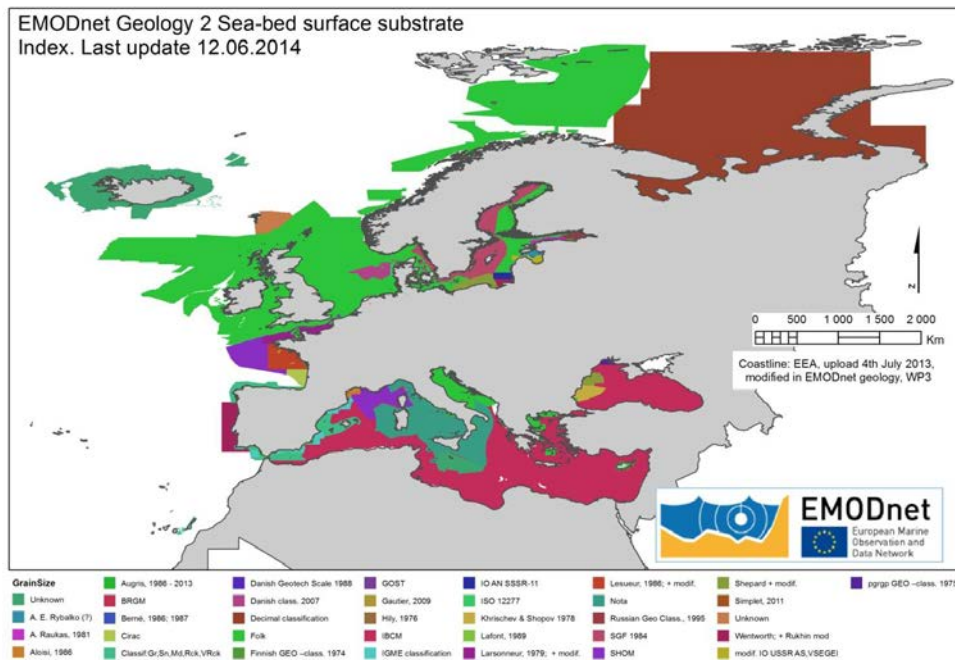 EMODnet Geology 2 Sea-bed surface substrate
Index. Last update 12.06.2014
N
0 500 1 000 1 500 2 000
Km
Coastline: EEA, upload 4th July 2013,
modified in EMODnet geology, WP3
EMODnet
European Marine
Observation and
Data Network
GrainSize
Unknown
A. E. Rybalko (?)
A. Raukas, 1981
Aloisi, 1986
Augris, 1986 - 2013
BRGM
Berné, 1986; 1987
Cirac
Classif:Gr,Sn,Md,Rck,VRck
Danish Geotech Scale 1988
Danish class. 2007
Decimal classification
Folk
Finnish GEO –class. 1974
GOST
Gautier, 2009
Hily, 1976
IBCM
IGME classification
IO AN SSSR-11
ISO 12277
Khrischev & Shopov 1978
Lafont, 1989
Larsonneur, 1979; + modif.
Lesueur, 1986; + modif.
Nota
Russian Geo Class., 1995
SGF 1984
SHOM
Shepard + modif.
Simplet, 2011
Unknown
Wentworth; + Rukhin mod
modif. IO USSR AS,VSEGEI
pgrpp GEO –class. 197